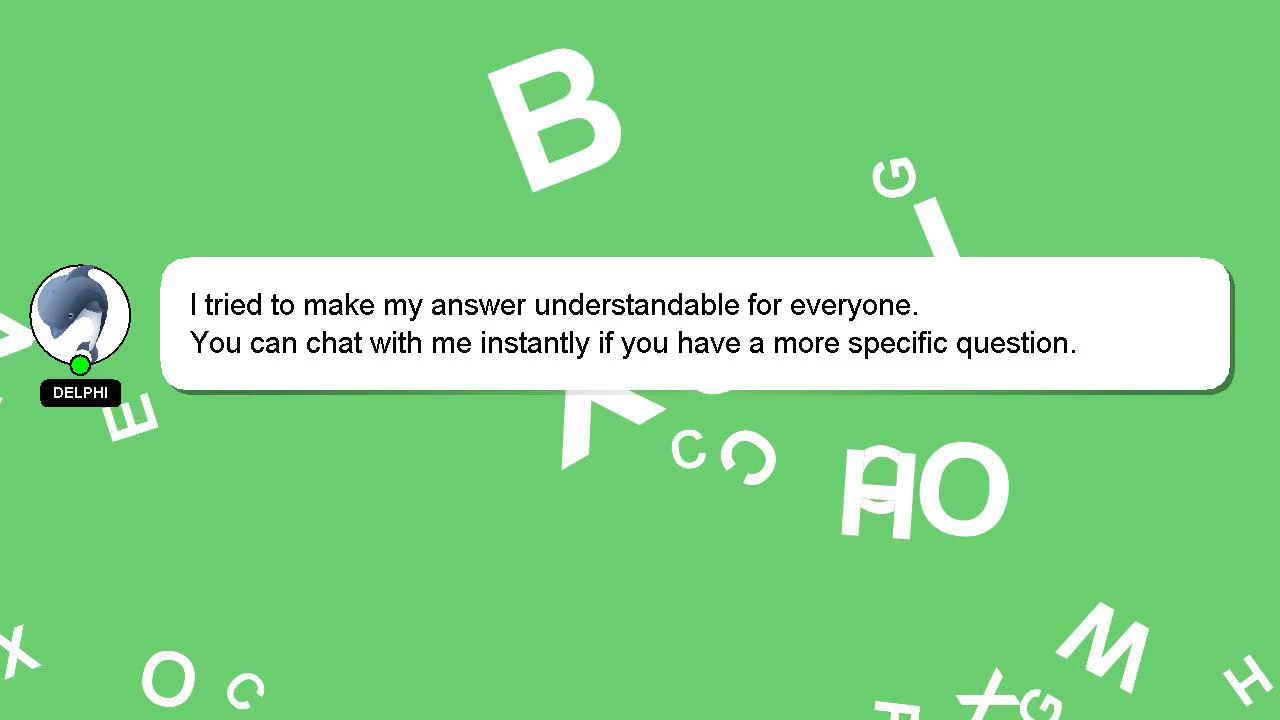 B
G
I
I tried to make my answer understandable for everyone.
You can chat with me instantly if you have a more specific question.
DELPHI
E
C
C
H
O
O
M
X
O
C
H
X
G